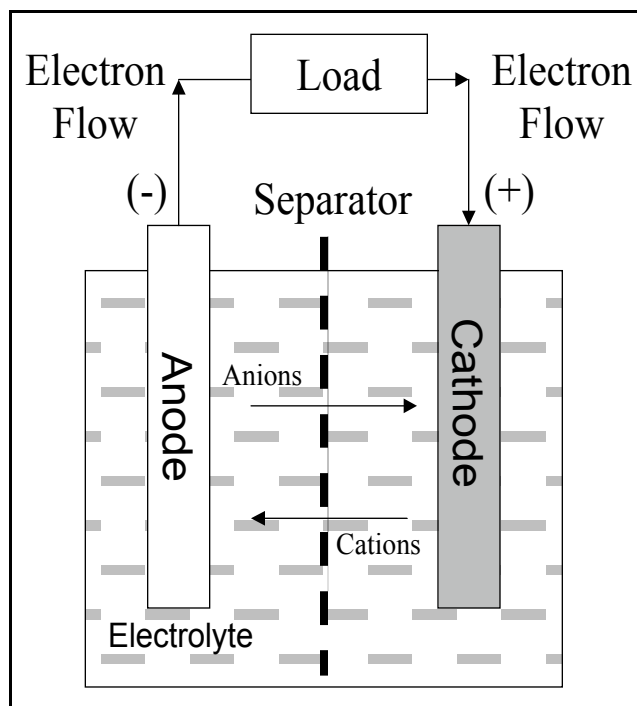 Electron
Flow
Load
Electron
Flow
(-)
Separator
(+)
Anode
Cathode
Anions
Cations
Electrolyte